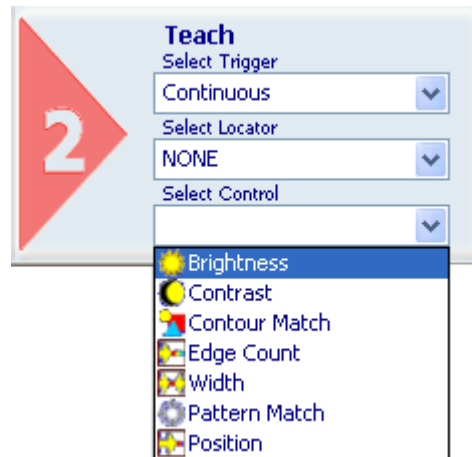 2
Teach
Select Trigger
Continuous
Select Locator
NONE
Select Control
Brightness
Contrast
Contour Match
Edge Count
Width
Pattern Match
Position